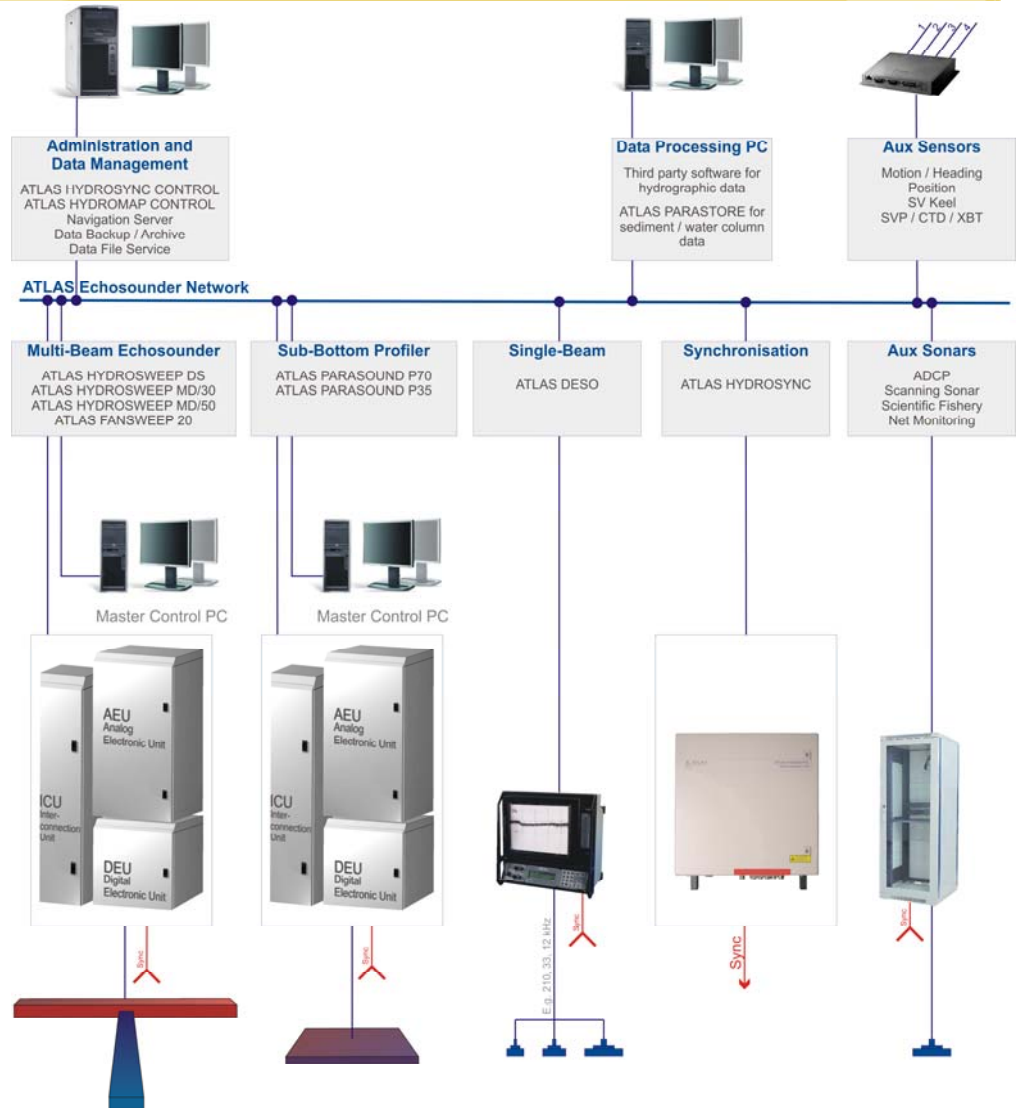 1
2
3
4
Administration and
Data Management
ATLAS HYDROSYNC CONTROL
ATLAS HYDROMAP CONTROL
Navigation Server
Data Backup / Archive
Data File Service
Data Processing PC
Third party software for
hydrographic data
ATLAS PARASTORE for
sediment / water column
data
Aux Sensors
Motion / Heading
Position
SV Keel
SVP / CTD / XBT
ATLAS Echosounder Network
Multi-Beam Echosounder
ATLAS HYDROSWEEP DS
ATLAS HYDROSWEEP MD/30
ATLAS HYDROSWEEP MD/50
ATLAS FANSWEEP 20
Sub-Bottom Profiler
ATLAS PARASOUND P70
ATLAS PARASOUND P35
Single-Beam
ATLAS DESO
Synchronisation
ATLAS HYDROSYNC
Aux Sonars
ADCP
Scanning Sonar
Scientific Fishery
Net Monitoring
Master Control PC
Master Control PC
AEU
Analog
Electronic Unit
ICU
Inter-
connection
Unit
DEU
Digital
Electronic Unit
AEU
Analog
Electronic Unit
ICU
Inter-
connection
Unit
DEU
Digital
Electronic Unit
Sync
Sync
E.g. 210, 33, 12 kHz
Sync
Sync
Sync